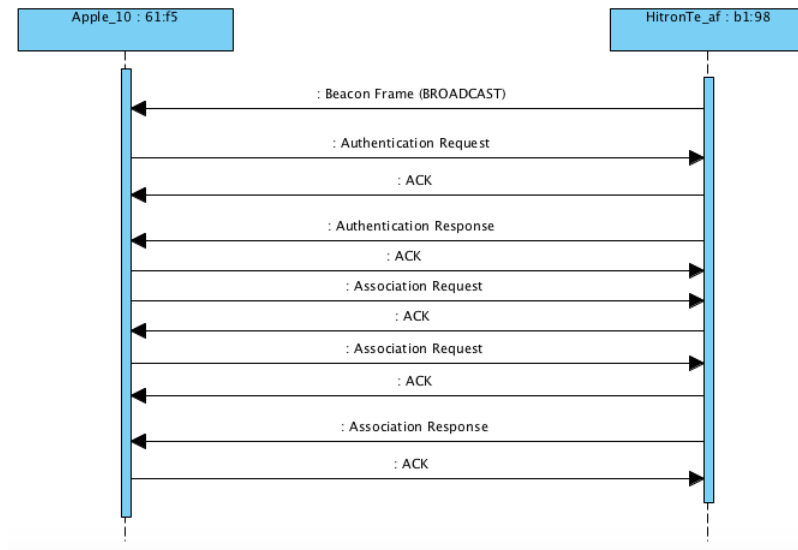 Apple_10 : 61:f5
HitronTe_af : b1:98
: Beacon Frame (BROADCAST)
: Authentication Request
: ACK
: Authentication Response
: ACK
: Association Request
: ACK
: Association Request
: ACK
: Association Response
: ACK